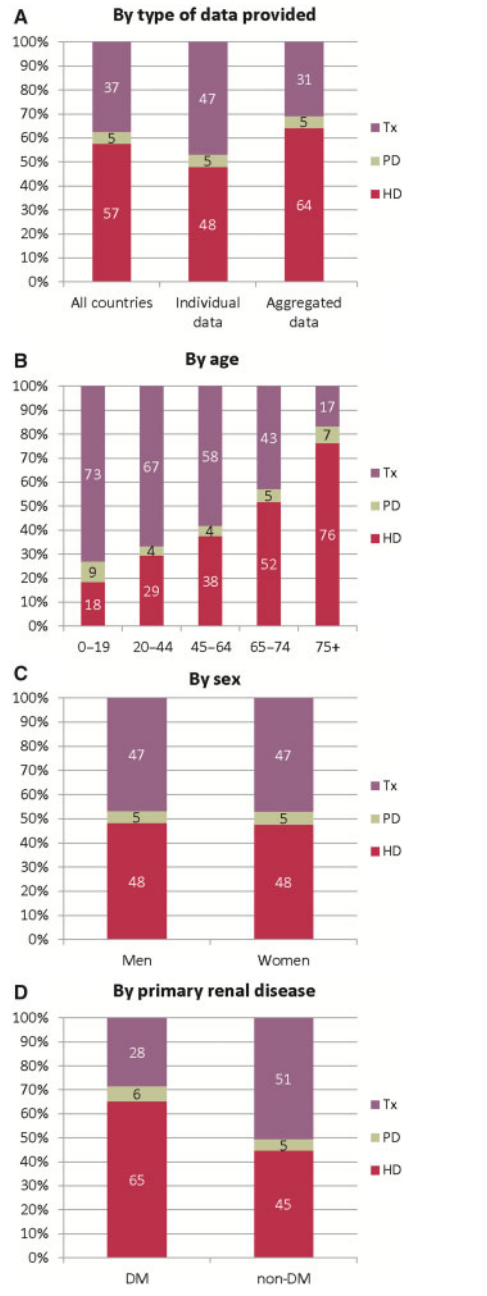 A
By type of data provided
100%
90%
80%
70%
60%
50%
40%
30%
20%
10%
0%
37 47 31
5 5 5
57 48 64
Tx
PD
HD
All countries Individual data Aggregated data
B
By age
100%
90%
80%
70%
60%
50%
40%
30%
20%
10%
0%
73 67 58 43 17
9 4 4 5 7
18 29 38 52 76
Tx
PD
HD
0–19 20–44 45–64 65–74 75+
C
By sex
100%
90%
80%
70%
60%
50%
40%
30%
20%
10%
0%
47 47
5 5
48 48
Tx
PD
HD
Men Women
D
By primary renal disease
100%
90%
80%
70%
60%
50%
40%
30%
20%
10%
0%
28 51
6 5
65 45
Tx
PD
HD
DM non-DM